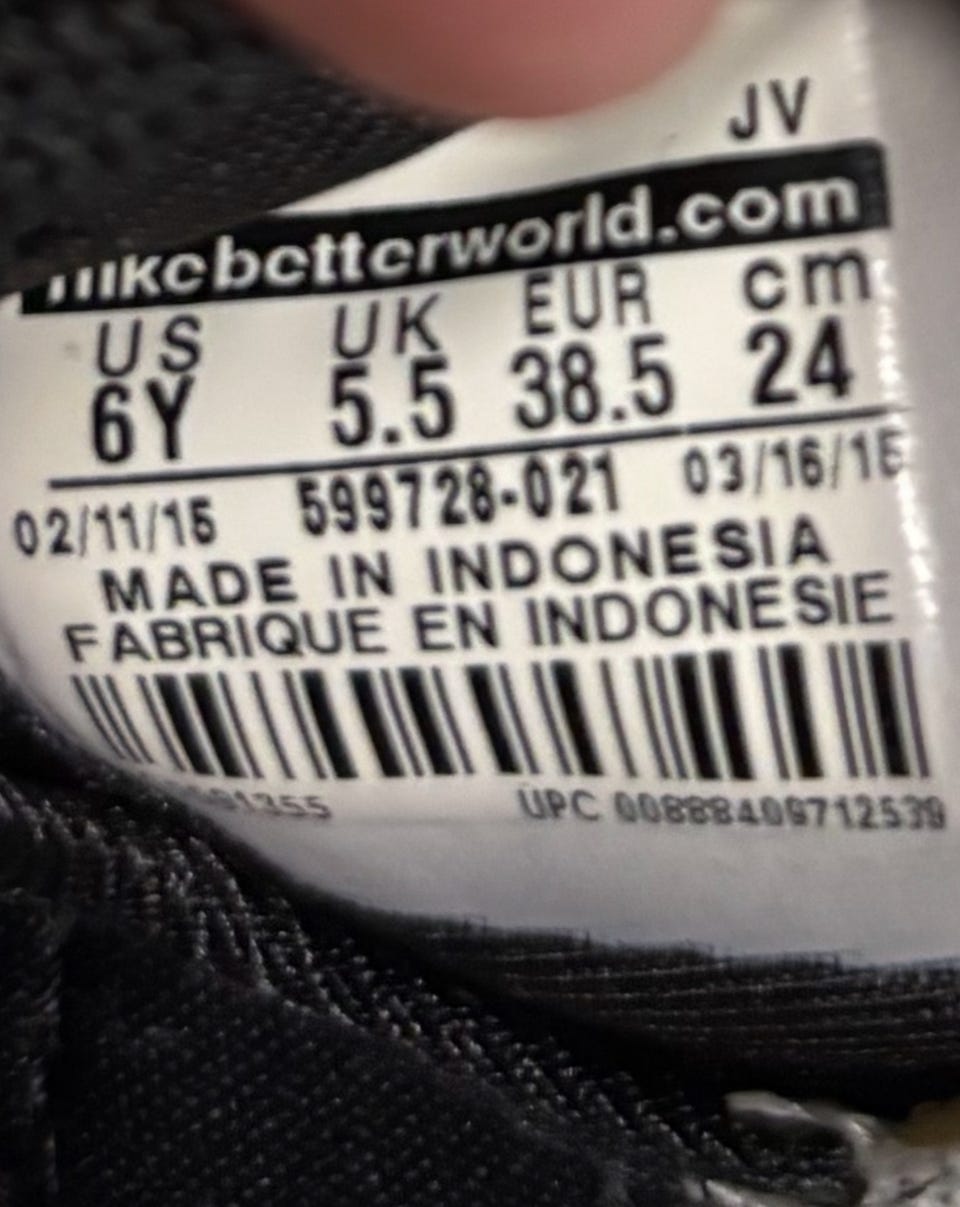 JV
nikebetterworld.com
US UK EUR cm
6Y 5.5 38.5 24
02/11/15 599728-021 03/16/15
MADE IN INDONESIA
FABRIQUE EN INDONESIE
UPC 00888409712539